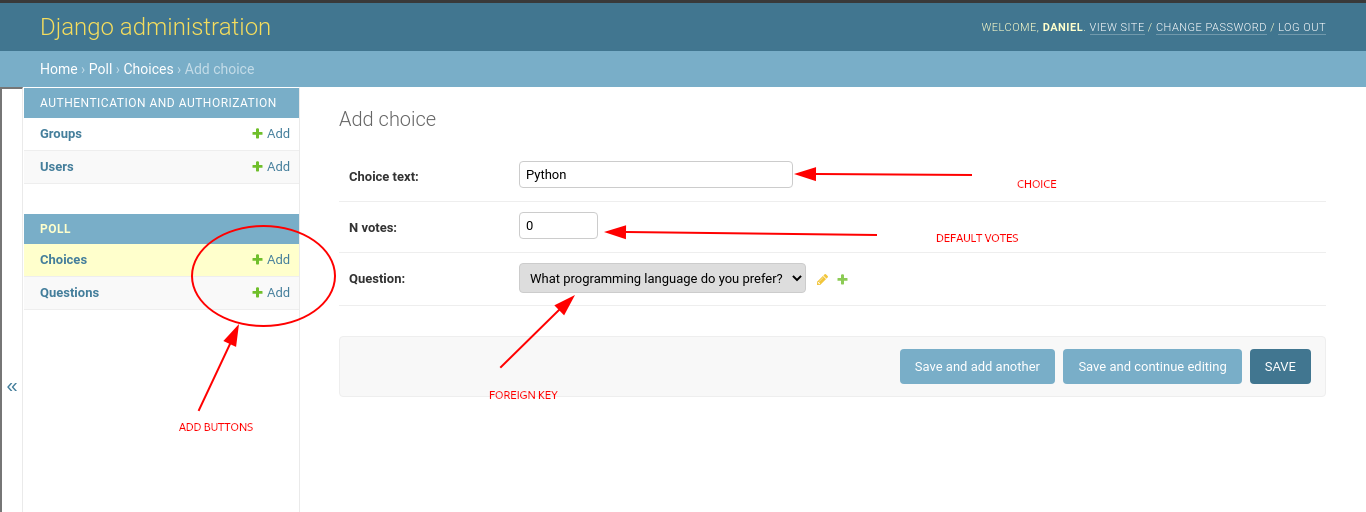 Django administration
WELCOME, DANIEL. VIEW SITE / CHANGE PASSWORD / LOG OUT
Home › Poll › Choices › Add choice
AUTHENTICATION AND AUTHORIZATION
Groups + Add
Users + Add
POLL
Choices + Add
Questions + Add
ADD BUTTONS
«
Add choice
Choice text: Python
CHOICE
N votes: 0
DEFAULT VOTES
Question: What programming language do you prefer?
FOREIGN KEY
Save and add another Save and continue editing SAVE